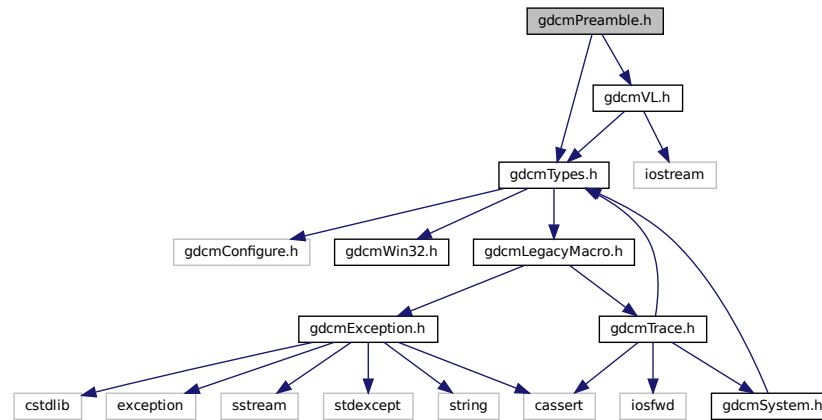 gdcmPreamble.h
gdcmVL.h
gdcmTypes.h
iostream
gdcmConfigure.h
gdcmWin32.h
gdcmLegacyMacro.h
gdcmException.h
gdcmTrace.h
cstdlib
exception
sstream
stdexcept
string
cassert
iosfwd
gdcmSystem.h